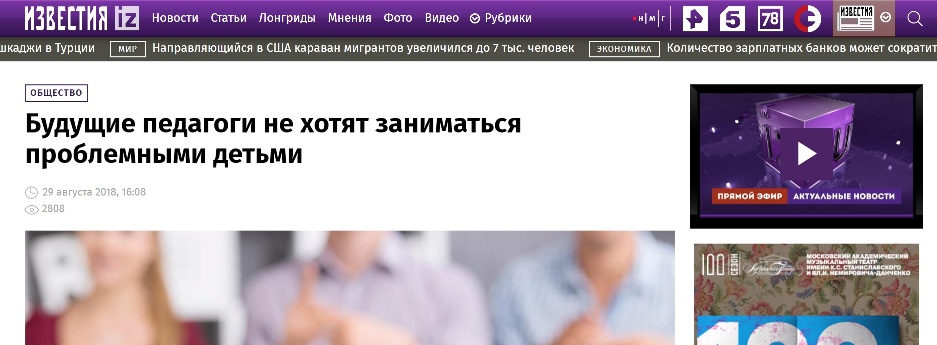 ИЗВЕСТИЯ iz Новости Статьи Лонгриды Мнения Фото Видео Рубрики н|м|г 5 78 ИЗВЕСТИЯ
шкаджи в Турции МИР Направляющийся в США караван мигрантов увеличился до 7 тыс. человек ЭКОНОМИКА Количество зарплатных банков может сократит
ОБЩЕСТВО
Будущие педагоги не хотят заниматься
проблемными детьми
29 августа 2018, 16:08
2808
ПРЯМОЙ ЭФИР АКТУАЛЬНЫЕ НОВОСТИ
100 СЕЗОН
МОСКОВСКИЙ АКАДЕМИЧЕСКИЙ
МУЗЫКАЛЬНЫЙ ТЕАТР
ИМЕНИ К.С. СТАНИСЛАВСКОГО
И ВЛ.И. НЕМИРОВИЧА-ДАНЧЕНКО